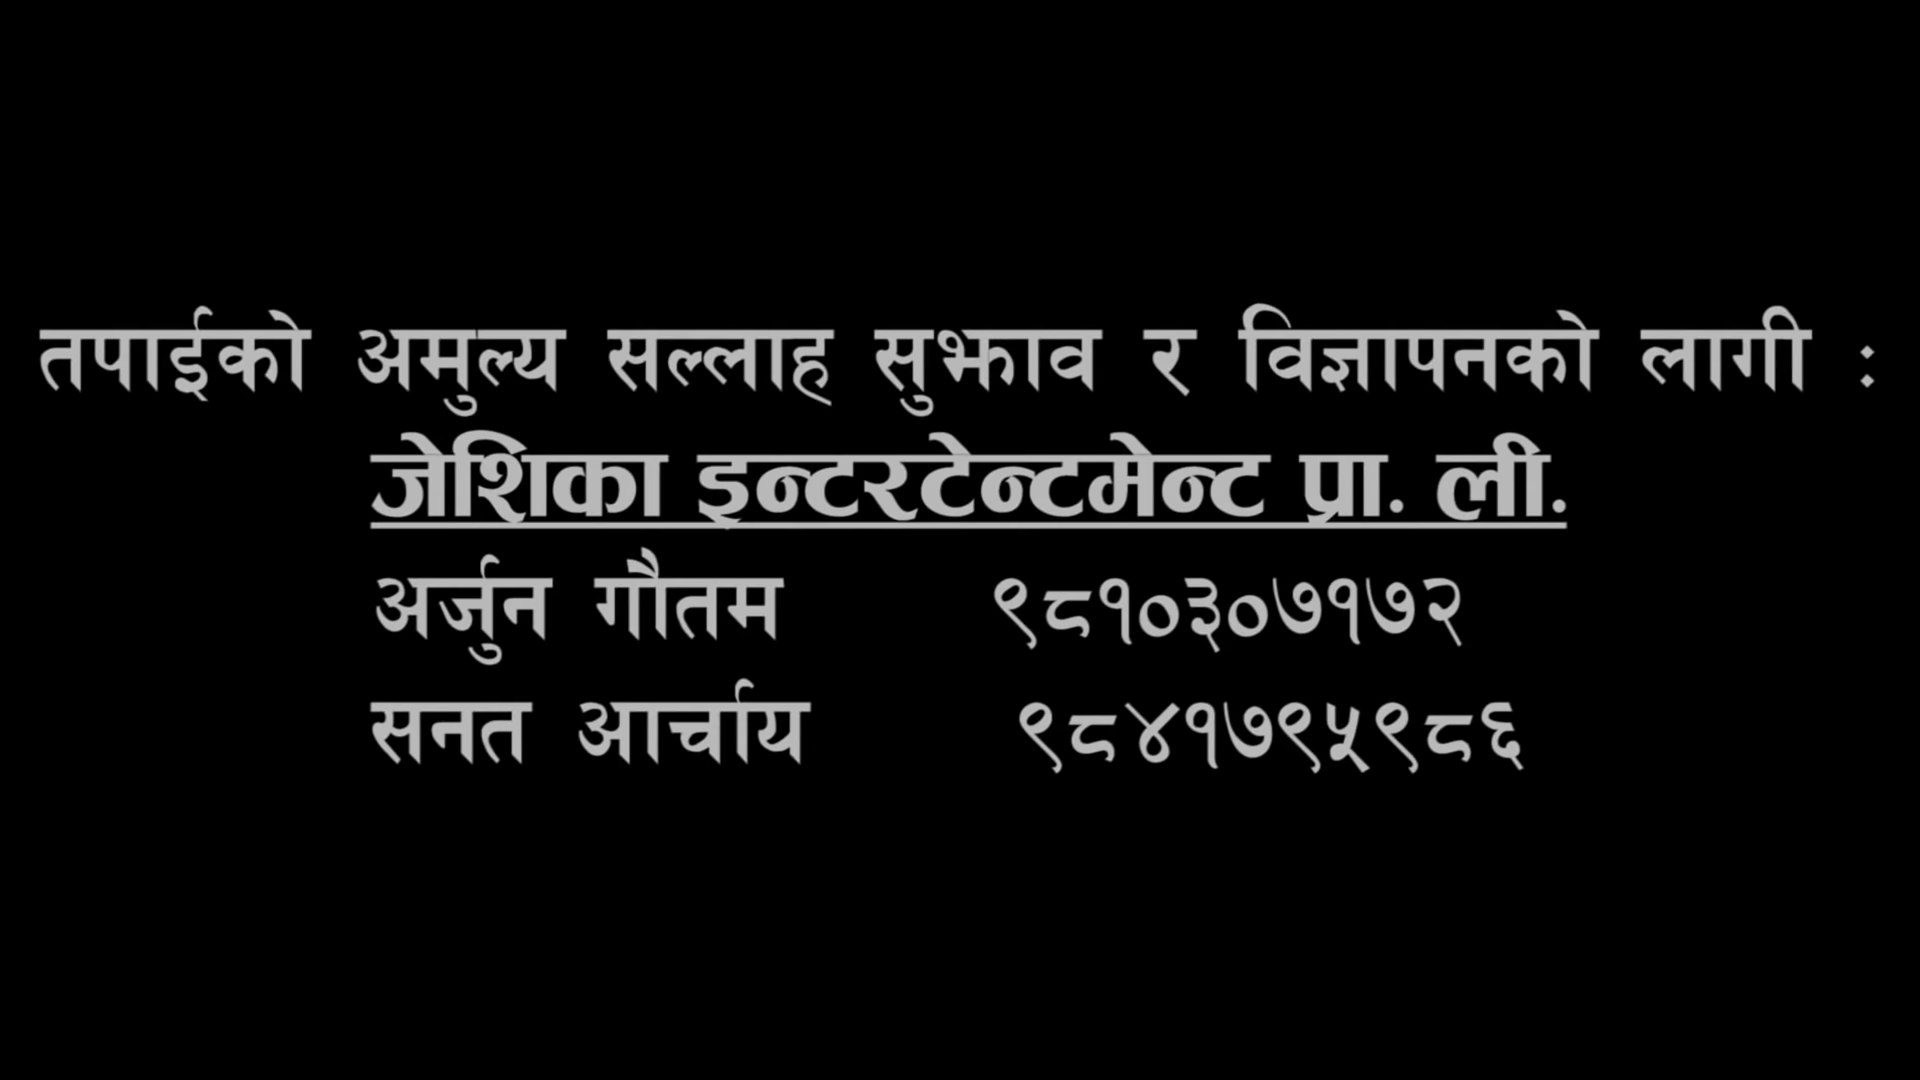 तपाईको अमुल्य सल्लाह सुझाव र विज्ञापनको लागी :
जेशिका इन्टरटेन्टमेन्ट प्रा. ली.
अर्जुन गौतम ९८१०३०७१७२
सनत आर्चाय ९८४१७९५९८६